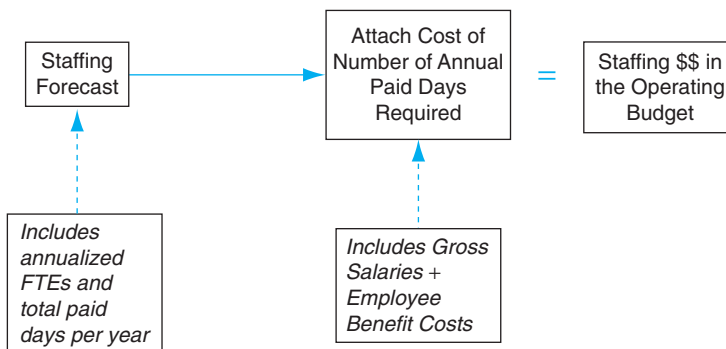 Staffing
Forecast
Attach Cost of
Number of Annual
Paid Days
Required
=
Staffing $$ in
the Operating
Budget
Includes
annualized
FTEs and
total paid
days per year
Includes Gross
Salaries +
Employee
Benefit Costs